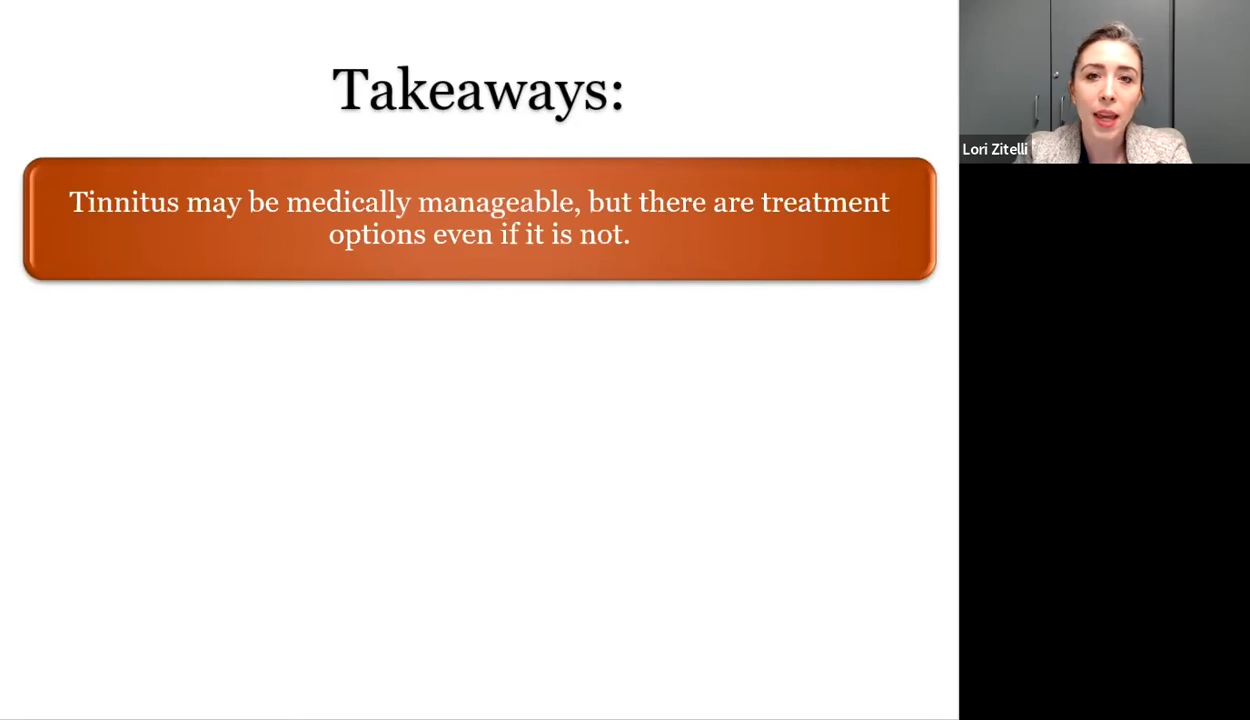 Takeaways:
Tinnitus may be medically manageable, but there are treatment
options even if it is not.
Lori Zitelli